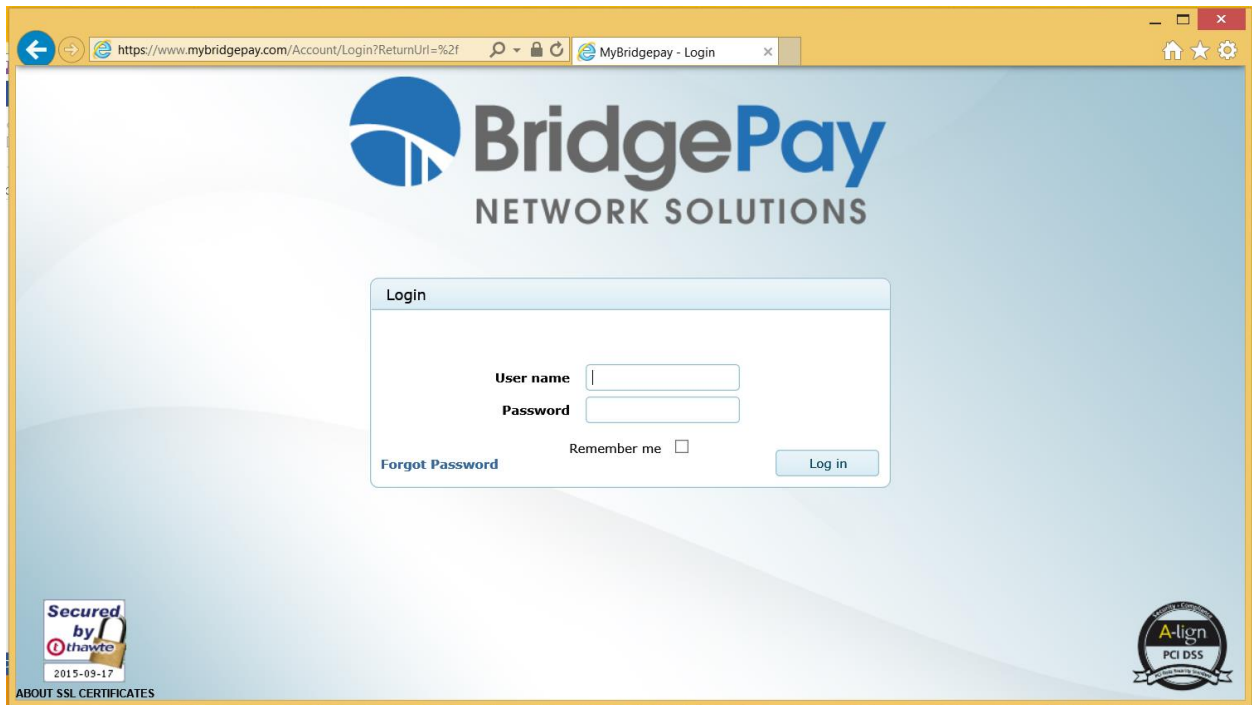 https://www.mybridgepay.com/Account/Login?ReturnUrl=%2f
MyBridgepay - Login
BridgePay
NETWORK SOLUTIONS
Login
User name
Password
Remember me
Forgot Password
Log in
Secured
by
thawte
2015-09-17
ABOUT SSL CERTIFICATES
A-lign
PCI DSS